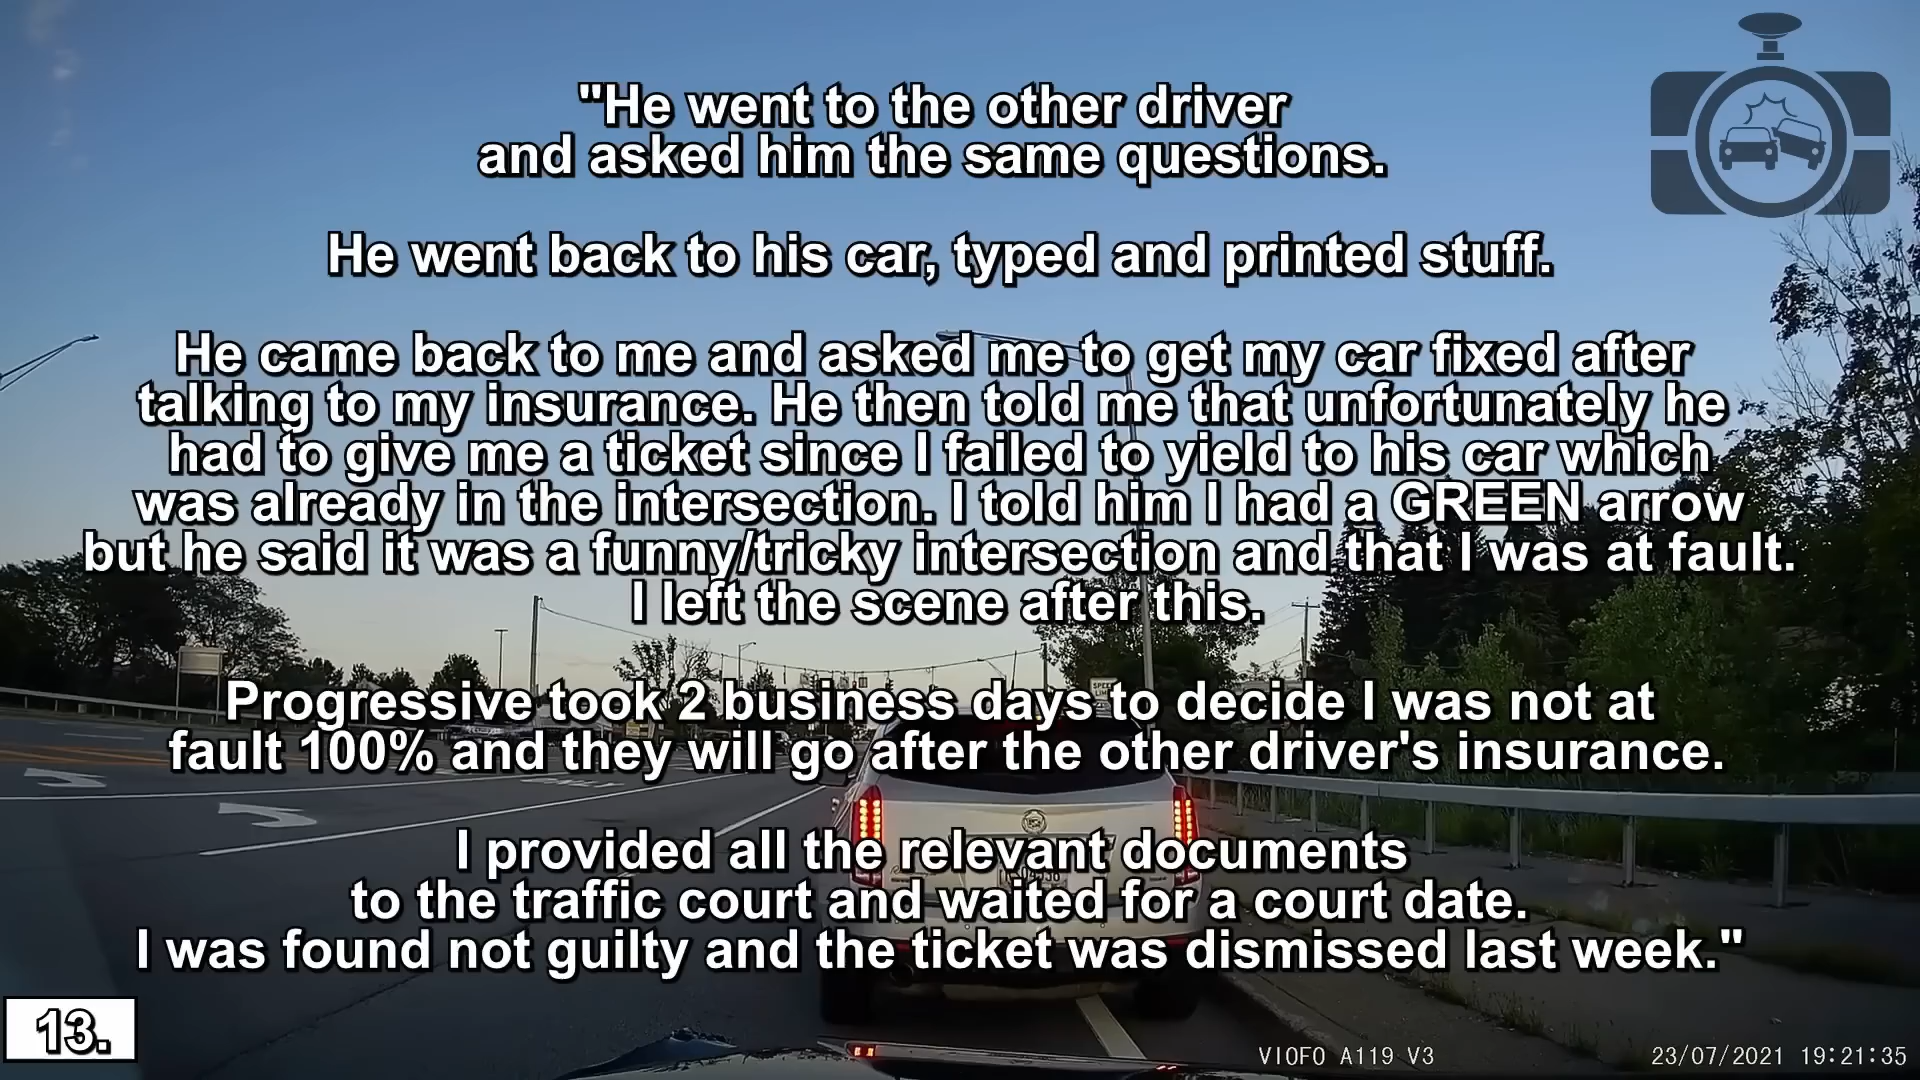 "He went to the other driver
and asked him the same questions.
He went back to his car, typed and printed stuff.
He came back to me and asked me to get my car fixed after
talking to my insurance. He then told me that unfortunately he
had to give me a ticket since I failed to yield to his car which
was already in the intersection. I told him I had a GREEN arrow
but he said it was a funny/tricky intersection and that I was at fault.
I left the scene after this.
Progressive took 2 business days to decide I was not at
fault 100% and they will go after the other driver's insurance.
I provided all the relevant documents
to the traffic court and waited for a court date.
I was found not guilty and the ticket was dismissed last week."
13.
VIOFO A119 V3
23/07/2021 19:21:35